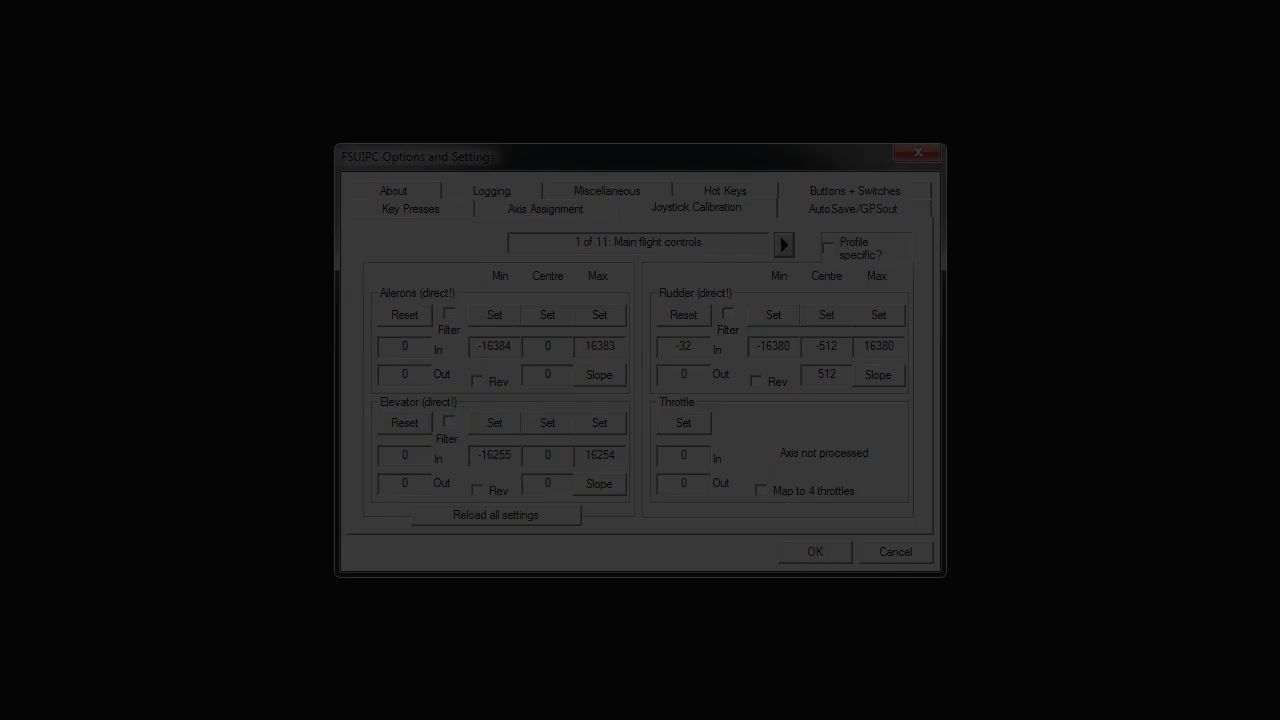 FSUIPC Options and Settings
X
About Logging Miscellaneous Hot Keys Buttons + Switches
Key Presses Axis Assignment Joystick Calibration AutoSave/GPSout
1 of 11: Main flight controls
Profile
specific?
Min Centre Max
Ailerons (direct!)
Reset Filter Set Set Set
0 In -16384 0 16383
0 Out Rev 0 Slope
Elevator (direct!)
Reset Filter Set Set Set
0 In -16255 0 16254
0 Out Rev 0 Slope
Reload all settings
Min Centre Max
Rudder (direct!)
Reset Filter Set Set Set
-32 In -16380 -512 16380
0 Out Rev 512 Slope
Throttle
Set
0 In Axis not processed
0 Out Map to 4 throttles
OK Cancel